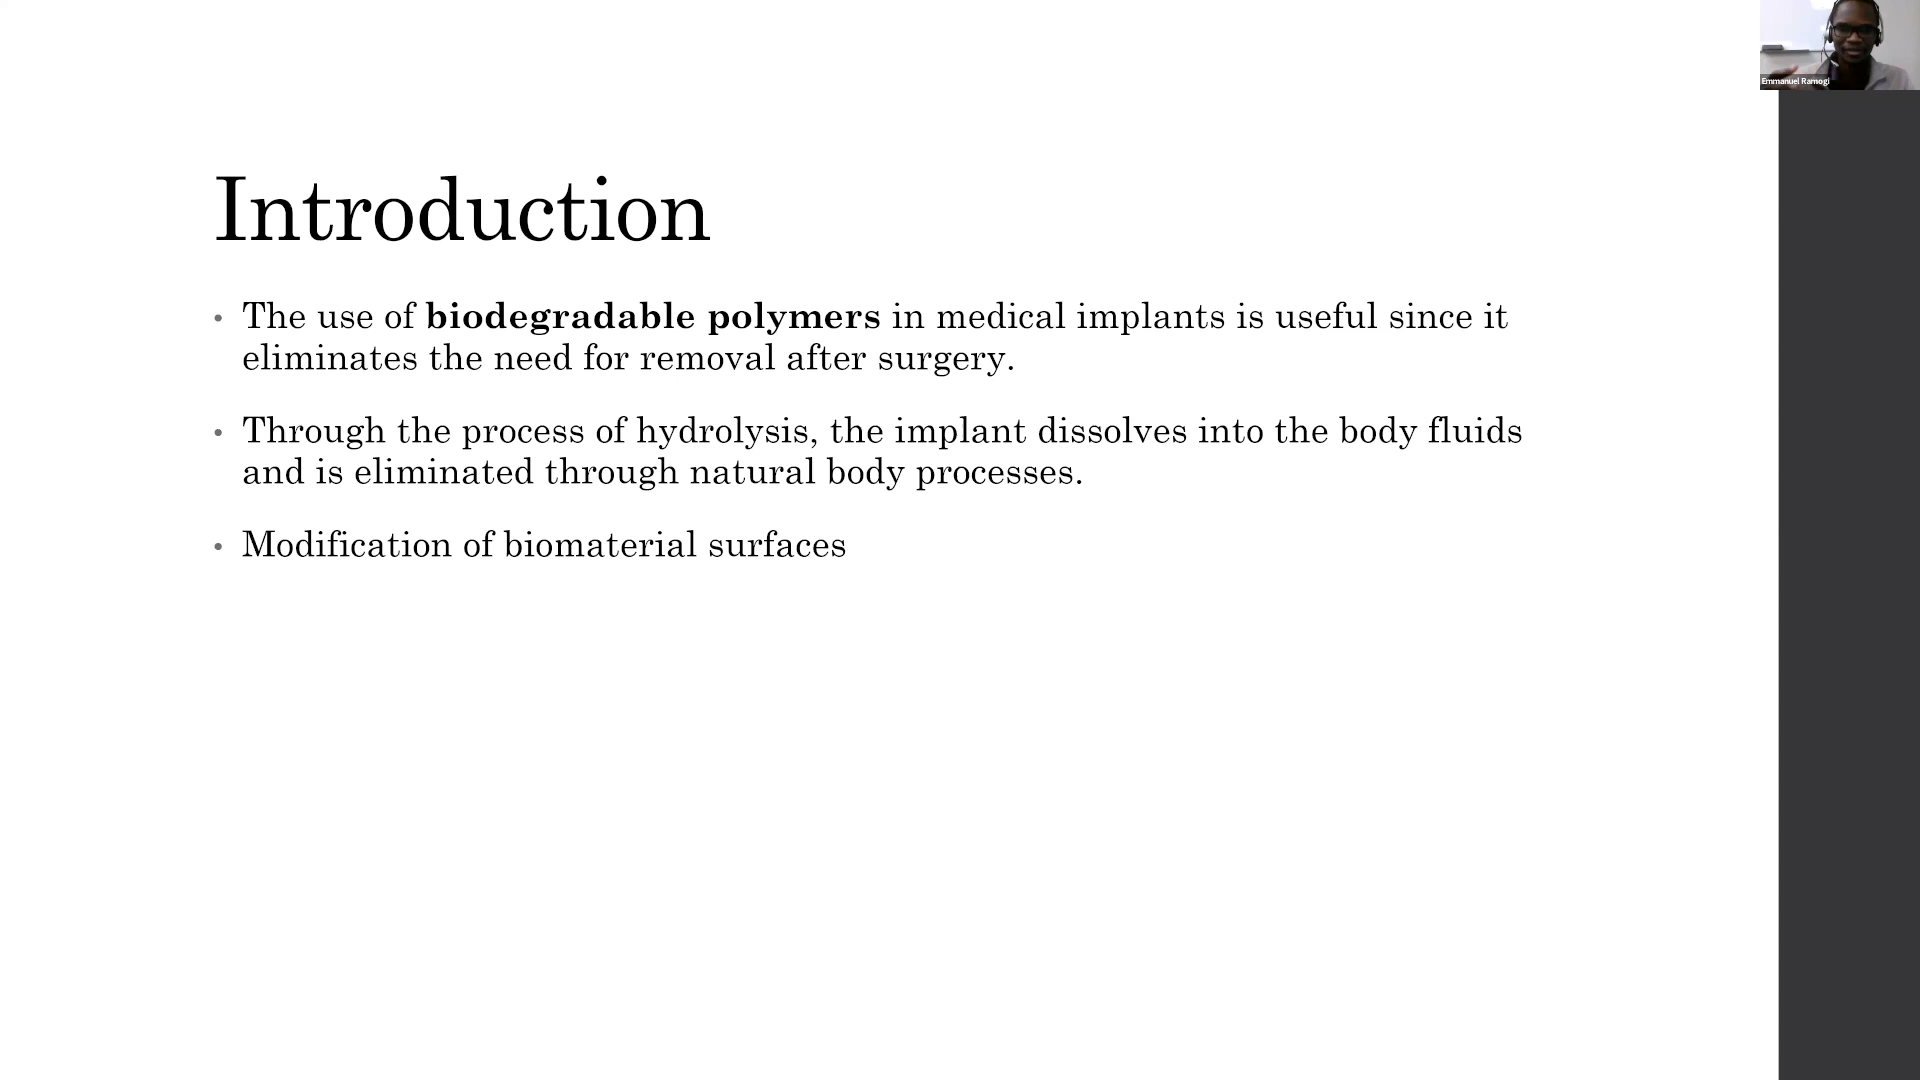 Emmanuel Ramogi
Introduction
• The use of biodegradable polymers in medical implants is useful since it
eliminates the need for removal after surgery.
• Through the process of hydrolysis, the implant dissolves into the body fluids
and is eliminated through natural body processes.
• Modification of biomaterial surfaces